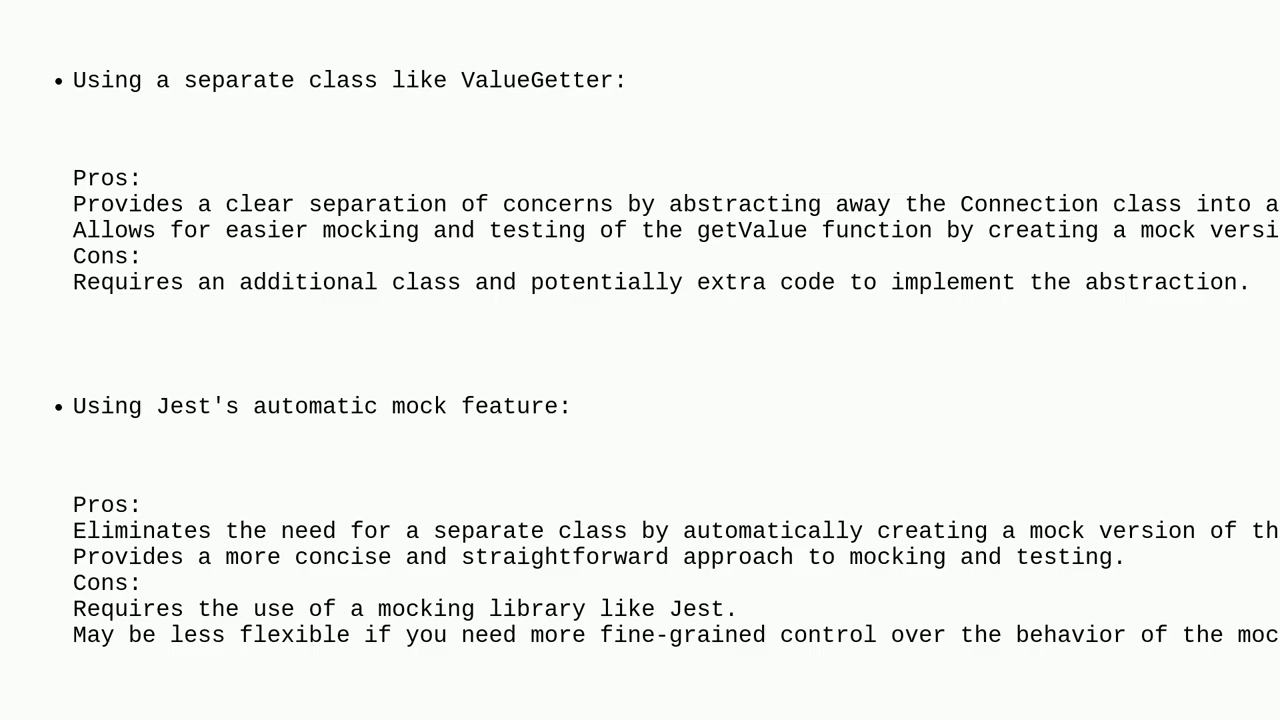 • Using a separate class like ValueGetter:
Pros:
Provides a clear separation of concerns by abstracting away the Connection class into a
Allows for easier mocking and testing of the getValue function by creating a mock versi
Cons:
Requires an additional class and potentially extra code to implement the abstraction.
• Using Jest's automatic mock feature:
Pros:
Eliminates the need for a separate class by automatically creating a mock version of th
Provides a more concise and straightforward approach to mocking and testing.
Cons:
Requires the use of a mocking library like Jest.
May be less flexible if you need more fine-grained control over the behavior of the moc